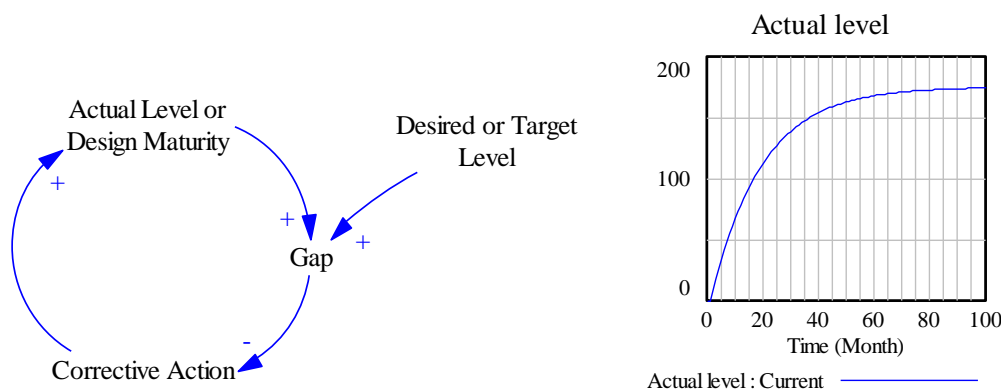 Actual Level or
Design Maturity
Desired or Target
Level
+
+
+
Gap
-
Corrective Action
Actual level
200
100
0
0 20 40 60 80 100
Time (Month)
Actual level : Current